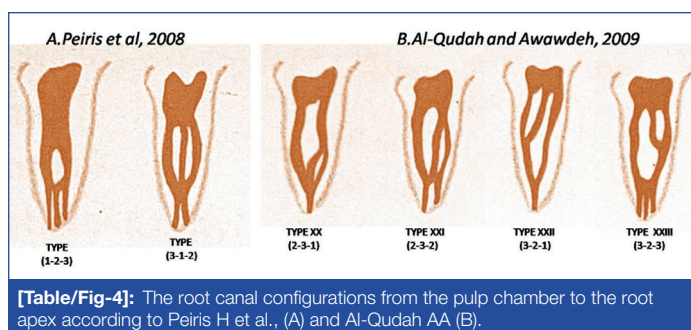 A.Peiris et al, 2008
B.Al-Qudah and Awawdeh, 2009
TYPE
(1-2-3)
TYPE
(3-1-2)
TYPE XX
(2-3-1)
TYPE XXI
(2-3-2)
TYPE XXII
(3-2-1)
TYPE XXIII
(3-2-3)
[Table/Fig-4]: The root canal configurations from the pulp chamber to the root
apex according to Peiris H et al., (A) and Al-Qudah AA (B).